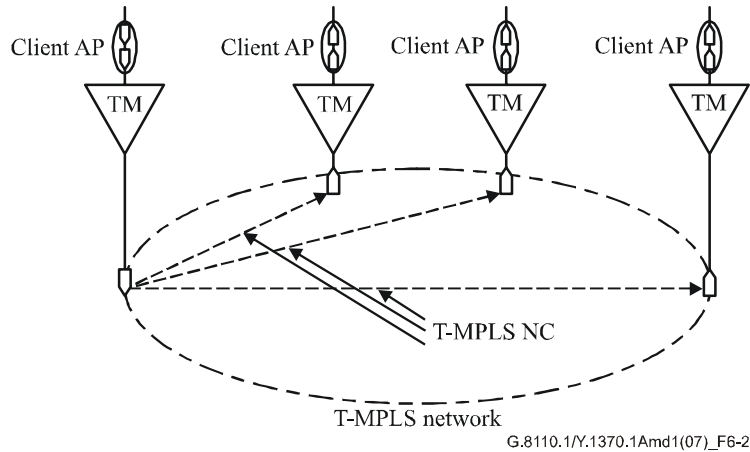 Client AP
Client AP
Client AP
Client AP
TM
TM
TM
TM
T-MPLS NC
T-MPLS network
G.8110.1/Y.1370.1Amd1(07)_F6-2